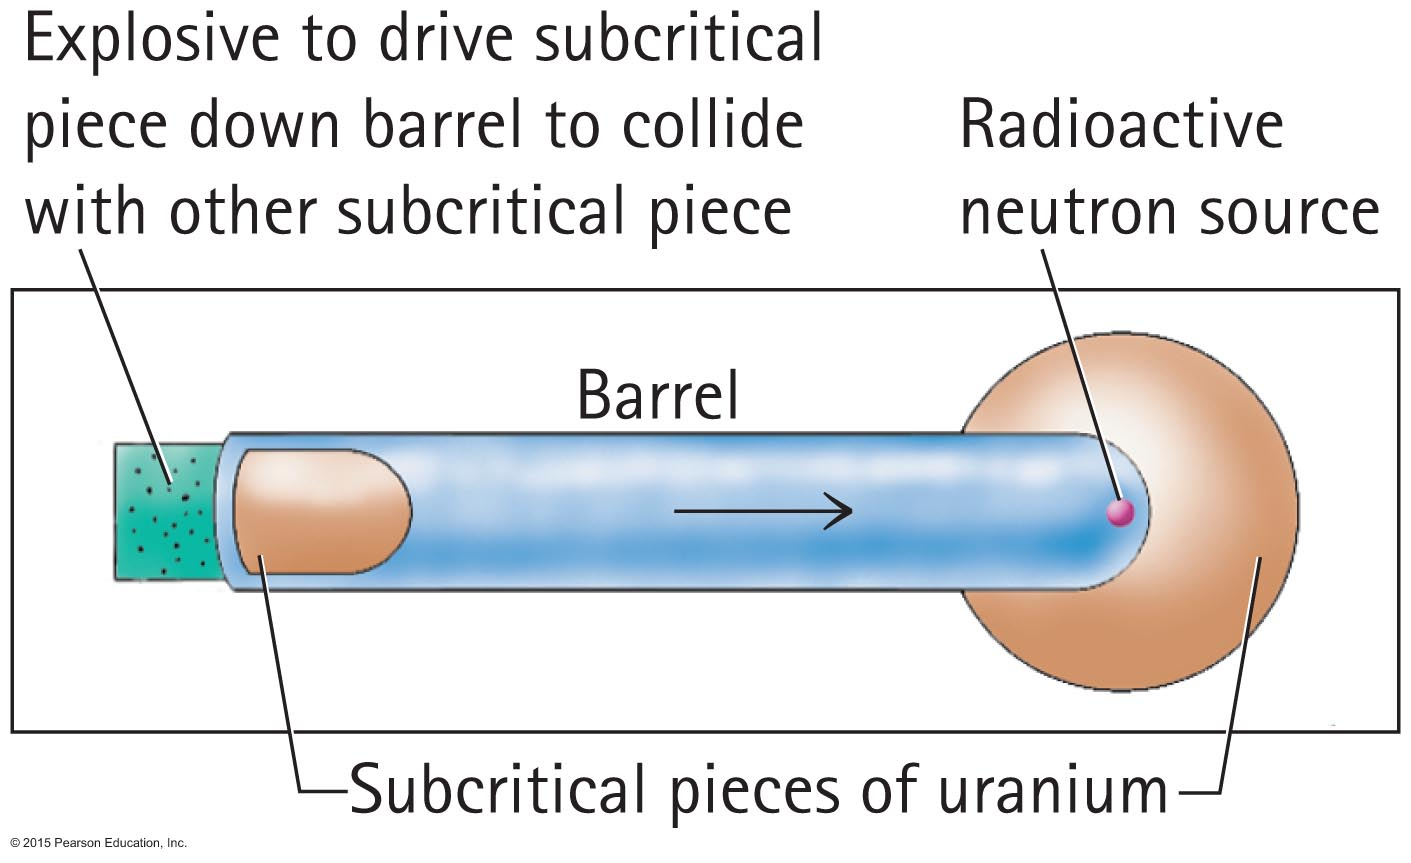 Explosive to drive subcritical
piece down barrel to collide
with other subcritical piece
Radioactive
neutron source
Barrel
Subcritical pieces of uranium
© 2015 Pearson Education, Inc.